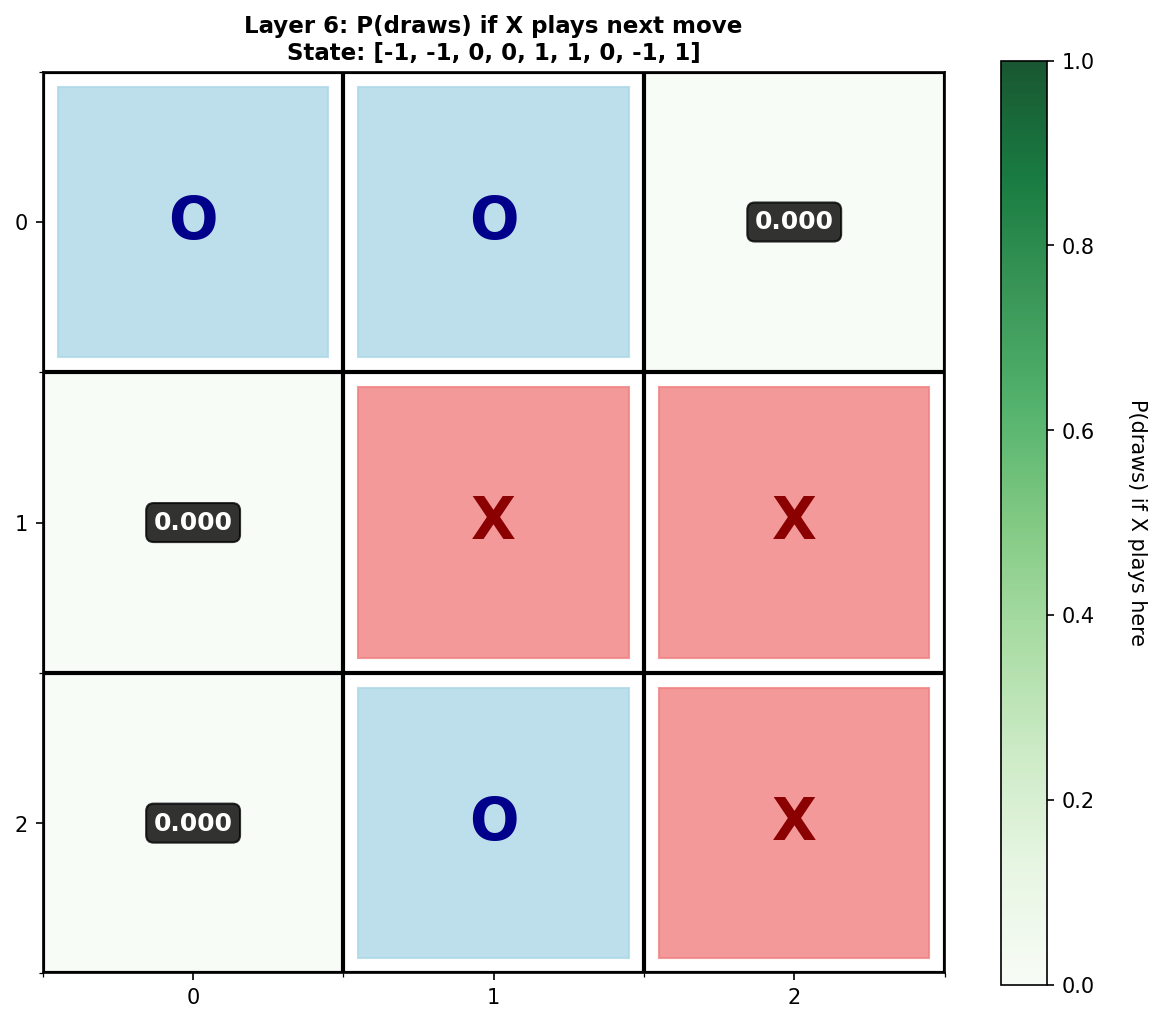 Layer 6: P(draws) if X plays next move
State: [-1, -1, 0, 0, 1, 1, 0, -1, 1]
0
O
O
0.000
1
0.000
X
X
2
0.000
O
X
0
1
2
1.0
0.8
0.6
0.4
0.2
0.0
P(draws) if X plays here